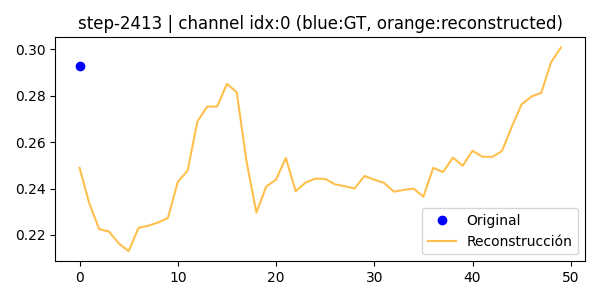 step-2413 | channel idx:0 (blue:GT, orange:reconstructed)
0.30
0.28
0.26
0.24
0.22
Original
Reconstrucción
0 10 20 30 40 50